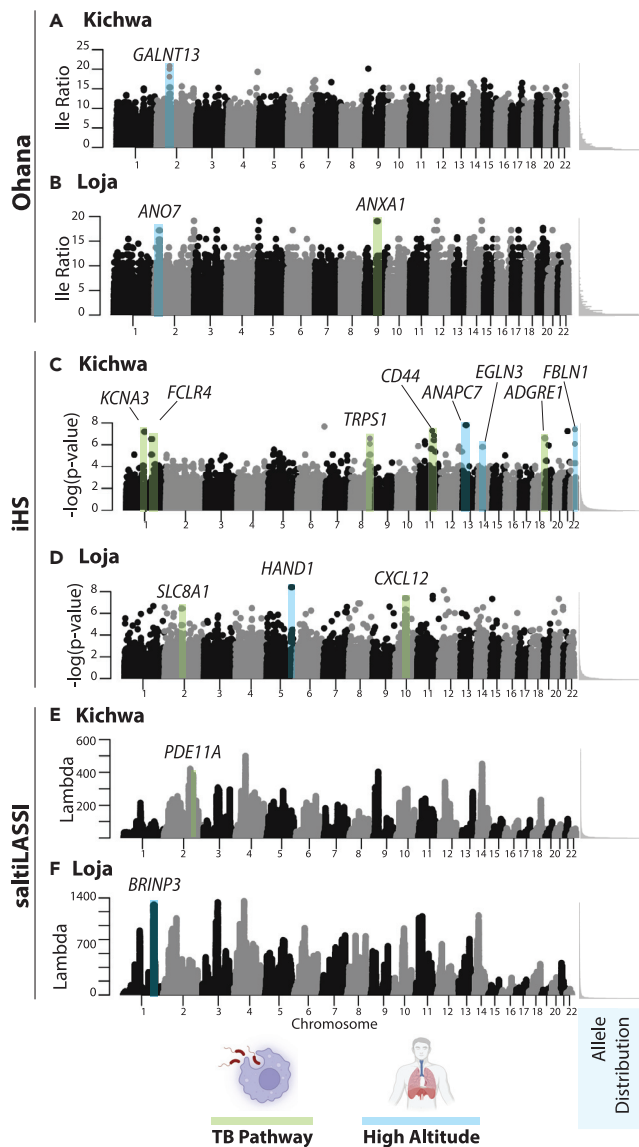 Ohana
A Kichwa
GALNT13
lle Ratio
25
20
15
10
5
0
1 2 3 4 5 6 7 8 9 10 11 12 13 14 15 16 17 18 20 22
B Loja
ANO7
ANXA1
lle Ratio
20
15
10
5
0
1 2 3 4 5 6 7 8 9 10 11 12 13 14 15 16 17 18 20 22
iHS
C Kichwa
KCNA3
FCLR4
TRPS1
CD44
ANAPC7
EGLN3
ADGRE1
FBLN1
-log(p-value)
8
6
4
2
0
1 2 3 4 5 6 7 8 9 10 11 12 13 14 15 16 17 18 20 22
D Loja
SLC8A1
HAND1
CXCL12
-log(p-value)
8
6
4
2
0
1 2 3 4 5 6 7 8 9 10 11 12 13 14 15 16 17 18 20 22
saltiLASSI
E Kichwa
PDE11A
Lambda
600
400
200
1 2 3 4 5 6 7 8 9 10 11 12 13 14 15 16 17 18 20 22
F Loja
BRINP3
Lambda
1400
700
0
1 2 3 4 5 6 7 8 9 10 11 12 13 14 15 16 17 18 20 22
Chromosome
Allele
Distribution
TB Pathway
High Altitude